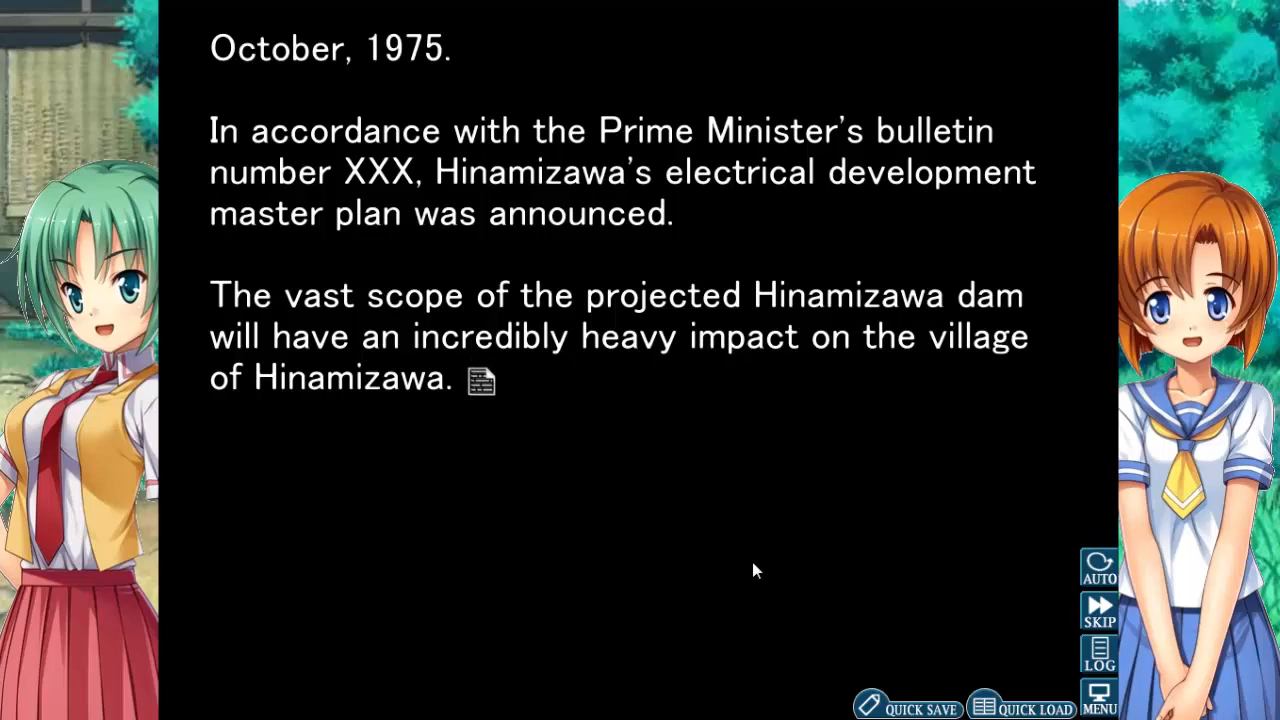 October, 1975.
In accordance with the Prime Minister's bulletin
number XXX, Hinamizawa's electrical development
master plan was announced.
The vast scope of the projected Hinamizawa dam
will have an incredibly heavy impact on the village
of Hinamizawa.
AUTO
SKIP
LOG
MENU
QUICK SAVE
QUICK LOAD